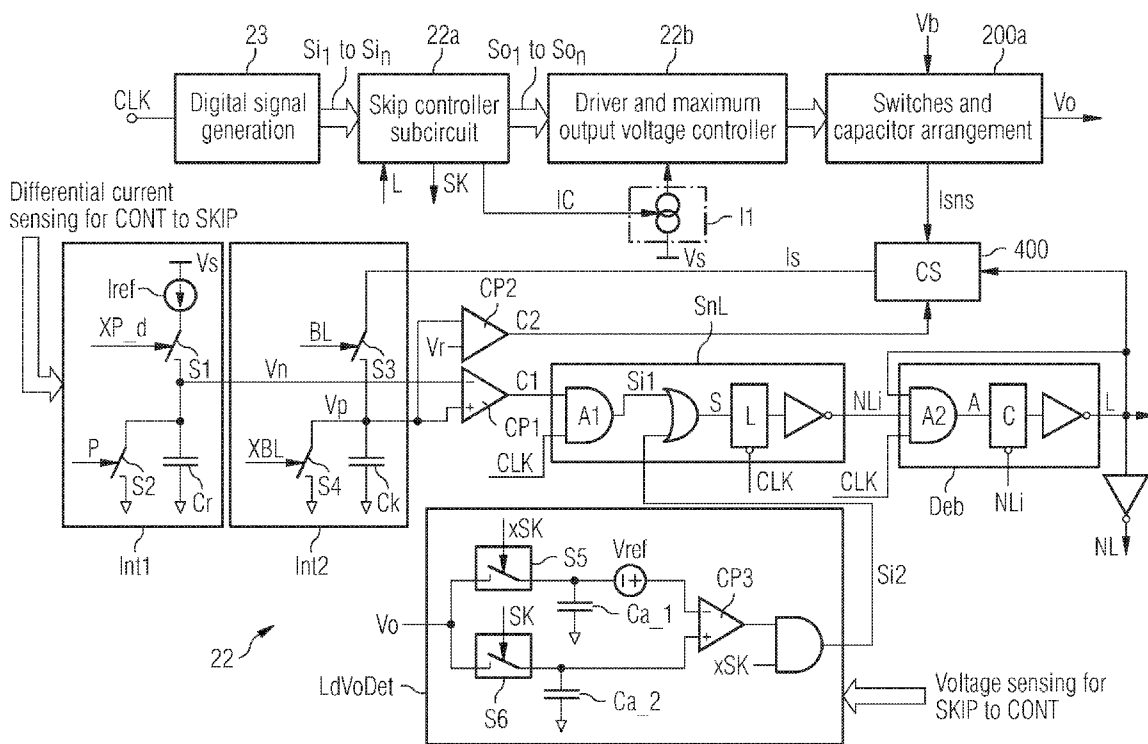 23
Si1 to Sin
22a
So1 to Son
22b
Vb
200a
CLK
Digital signal
generation
Skip controller
subcircuit
Driver and maximum
output voltage controller
Switches and
capacitor arrangement
Vo
L
SK
IC
I1
Vs
Isns
Differential current
sensing for CONT to SKIP
Vs
Iref
XP_d
S1
BL
S3
Is
CS
400
CP2
C2
Vr
SnL
Vn
Vp
CP1
C1
A1
Si1
S
L
NLi
A2
A
C
L
P
S2
Cr
XBL
S4
Ck
CLK
CLK
CLK
Deb
NLi
NL
Int1
Int2
xSK
S5
Vref
CP3
Si2
Vo
Ca_1
SK
xSK
22
LdVoDet
S6
Ca_2
Voltage sensing for
SKIP to CONT